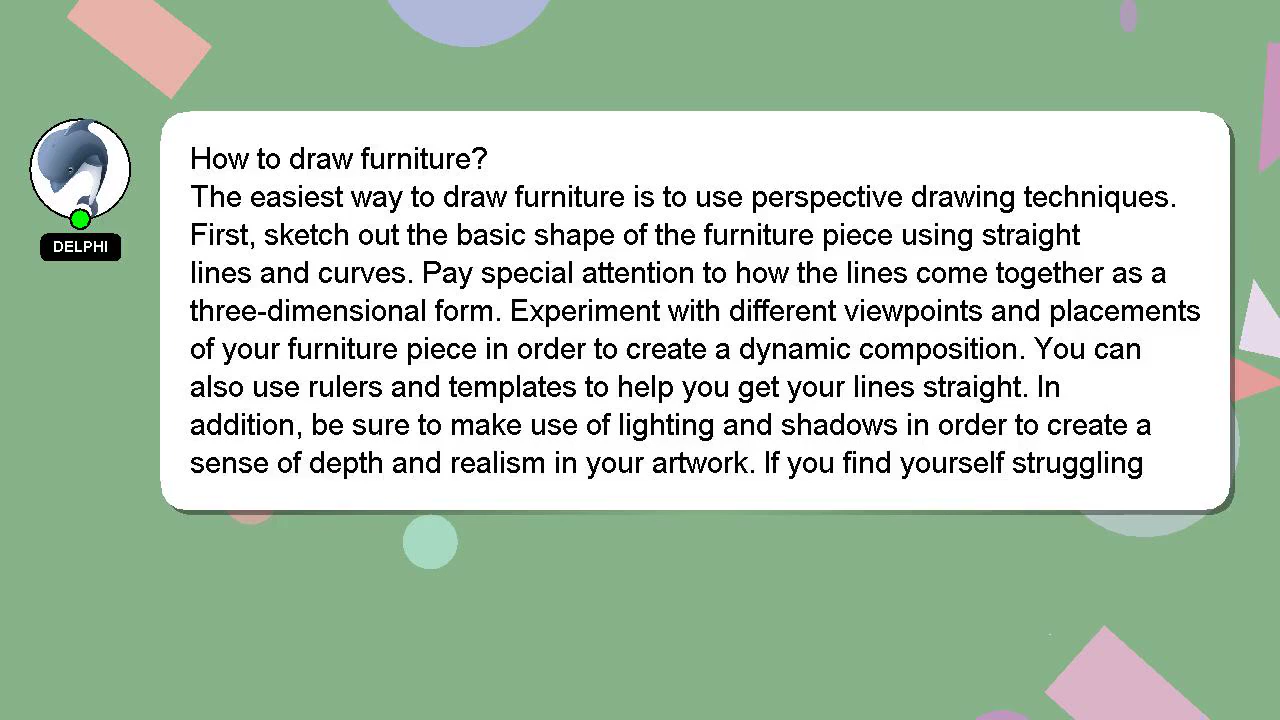 How to draw furniture?
The easiest way to draw furniture is to use perspective drawing techniques.
First, sketch out the basic shape of the furniture piece using straight
lines and curves. Pay special attention to how the lines come together as a
three-dimensional form. Experiment with different viewpoints and placements
of your furniture piece in order to create a dynamic composition. You can
also use rulers and templates to help you get your lines straight. In
addition, be sure to make use of lighting and shadows in order to create a
sense of depth and realism in your artwork. If you find yourself struggling
DELPHI